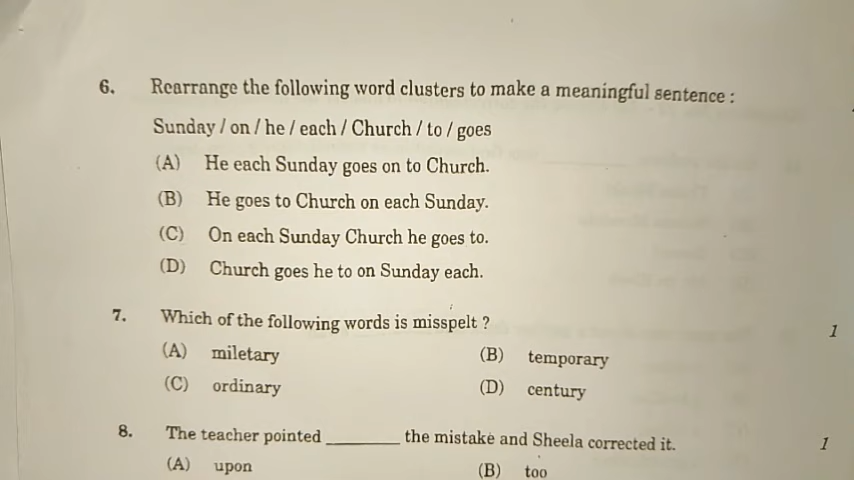 6. Rearrange the following word clusters to make a meaningful sentence :
Sunday / on / he / each / Church / to / goes
(A) He each Sunday goes on to Church.
(B) He goes to Church on each Sunday.
(C) On each Sunday Church he goes to.
(D) Church goes he to on Sunday each.
7. Which of the following words is misspelt ? 1
(A) miletary (B) temporary
(C) ordinary (D) century
8. The teacher pointed ________ the mistake and Sheela corrected it. 1
(A) upon (B) too